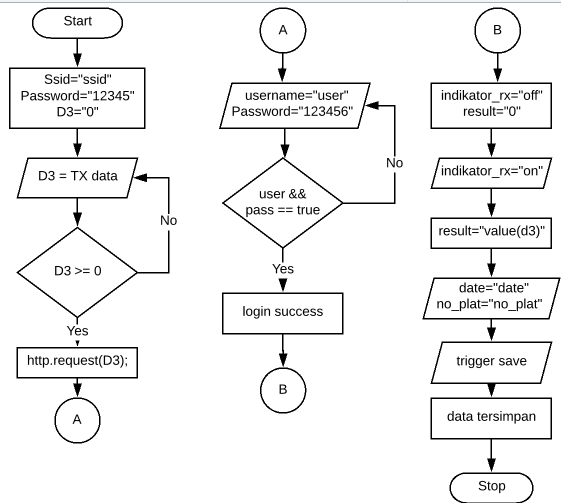 Start
Ssid="ssid"
Password="12345"
D3="0"
D3 = TX data
No
D3 >= 0
Yes
http.request(D3);
A
A
username="user"
Password="123456"
No
user &&
pass == true
Yes
login success
B
B
indikator_rx="off"
result="0"
indikator_rx="on"
result="value(d3)"
date="date"
no_plat="no_plat"
trigger save
data tersimpan
Stop